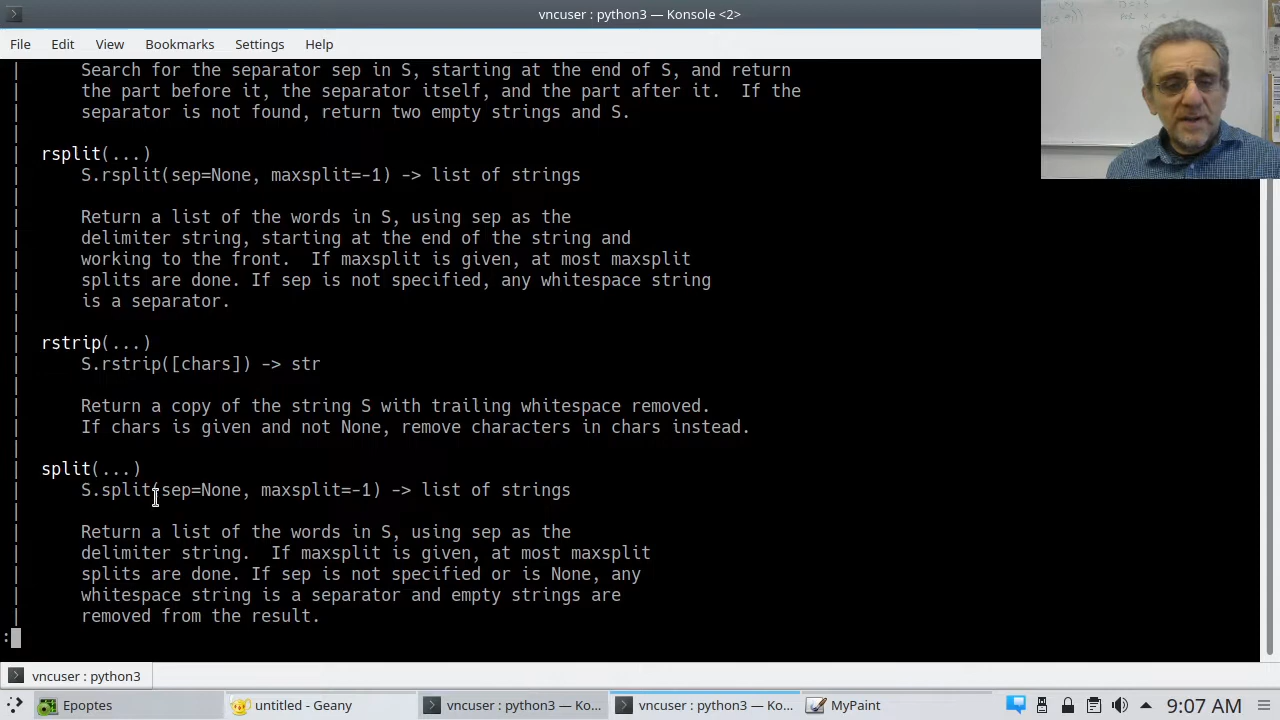 vncuser : python3 — Konsole <2>
File Edit View Bookmarks Settings Help
| Search for the separator sep in S, starting at the end of S, and return
| the part before it, the separator itself, and the part after it.  If the
| separator is not found, return two empty strings and S.
|
| rsplit(...)
| S.rsplit(sep=None, maxsplit=-1) -> list of strings
|
| Return a list of the words in S, using sep as the
| delimiter string, starting at the end of the string and
| working to the front.  If maxsplit is given, at most maxsplit
| splits are done. If sep is not specified, any whitespace string
| is a separator.
|
| rstrip(...)
| S.rstrip([chars]) -> str
|
| Return a copy of the string S with trailing whitespace removed.
| If chars is given and not None, remove characters in chars instead.
|
| split(...)
| S.split(sep=None, maxsplit=-1) -> list of strings
|
| Return a list of the words in S, using sep as the
| delimiter string.  If maxsplit is given, at most maxsplit
| splits are done. If sep is not specified or is None, any
| whitespace string is a separator and empty strings are
| removed from the result.
:
vncuser : python3
Epoptes untitled - Geany vncuser : python3 — Ko... vncuser : python3 — Ko... MyPaint 9:07 AM